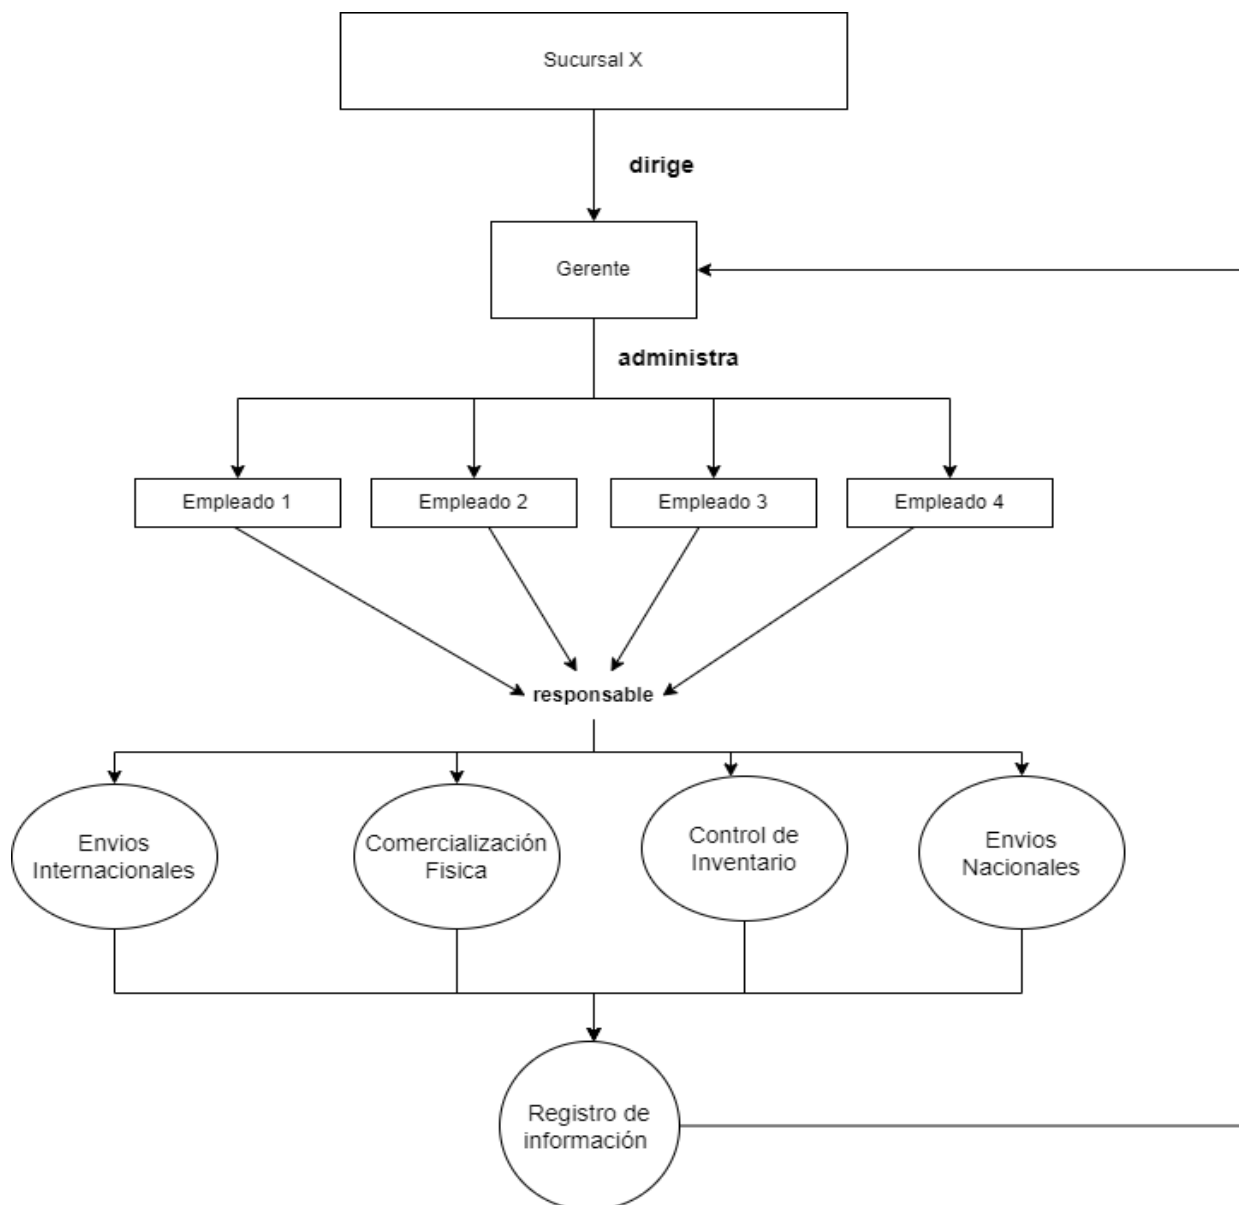 Sucursal X
dirige
Gerente
administra
Empleado 1
Empleado 2
Empleado 3
Empleado 4
responsable
Envios
Internacionales
Comercialización
Fisica
Control de
Inventario
Envios
Nacionales
Registro de
información